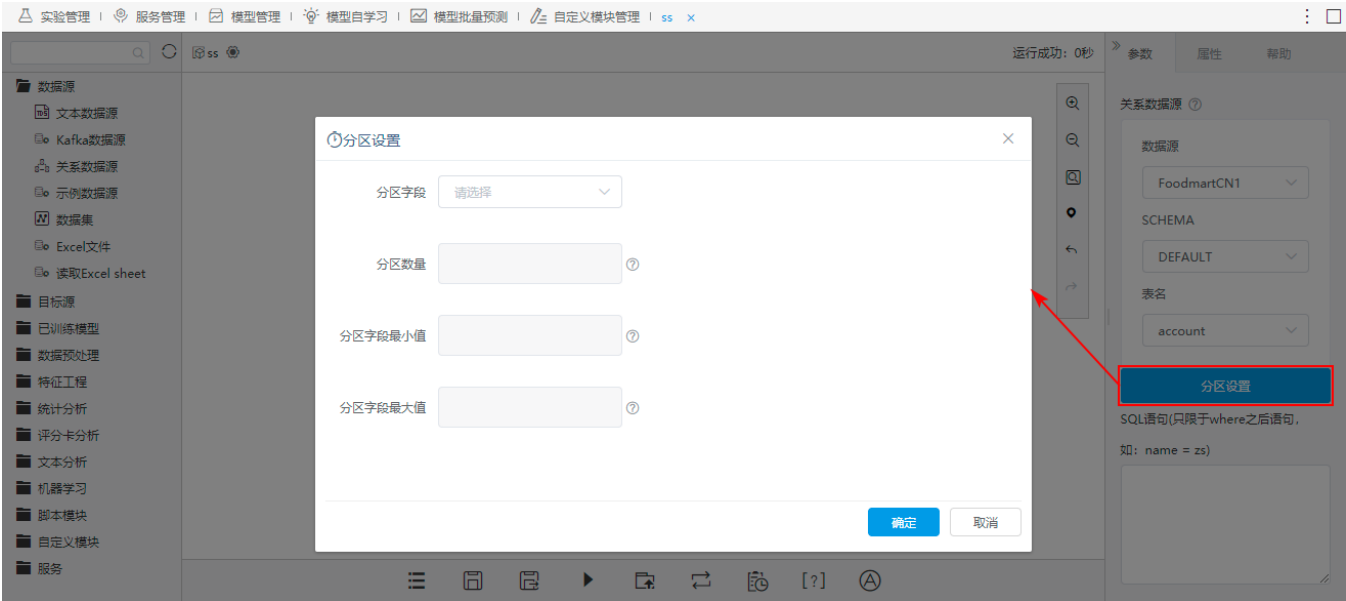 实验管理 服务管理 模型管理 模型自学习 模型批量预测 自定义模块管理 ss ×
ss 运行成功：0秒 参数 属性 帮助
数据源
文本数据源
Kafka数据源
关系数据源
示例数据源
数据集
Excel文件
读取Excel sheet
目标源
已训练模型
数据预处理
特征工程
统计分析
评分卡分析
文本分析
机器学习
脚本模块
自定义模块
服务
分区设置
分区字段 请选择
分区数量
分区字段最小值
分区字段最大值
确定 取消
关系数据源
数据源
FoodmartCN1
SCHEMA
DEFAULT
表名
account
分区设置
SQL语句(只限于where之后语句，
如：name = zs)